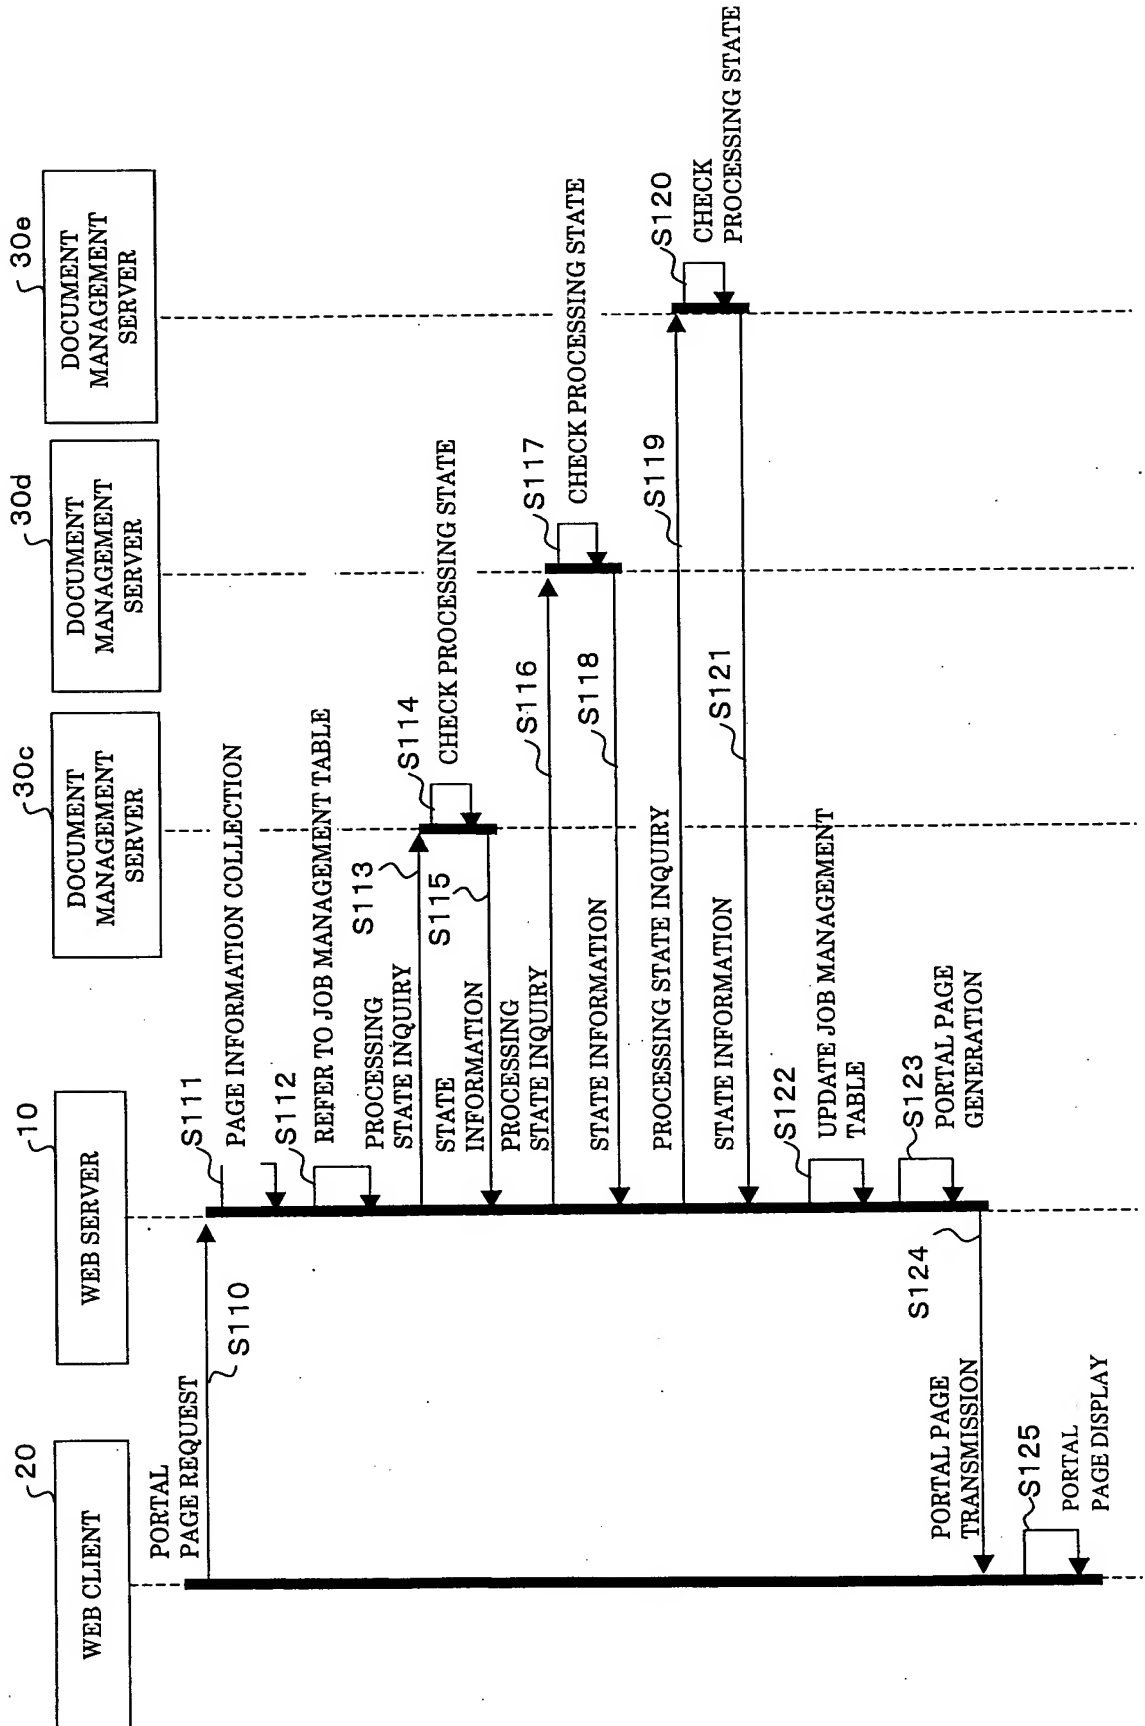 20
WEB CLIENT
10
WEB SERVER
30c
DOCUMENT
MANAGEMENT
SERVER
30d
DOCUMENT
MANAGEMENT
SERVER
30e
DOCUMENT
MANAGEMENT
SERVER
PORTAL
PAGE REQUEST
S110
S111
PAGE INFORMATION COLLECTION
S112
REFER TO JOB MANAGEMENT TABLE
PROCESSING
STATE INQUIRY
S113
S114
CHECK PROCESSING STATE
STATE
INFORMATION
S115
PROCESSING
STATE INQUIRY
S116
S117
CHECK PROCESSING STATE
STATE INFORMATION
S118
PROCESSING STATE INQUIRY
S119
S120
CHECK
PROCESSING STATE
STATE INFORMATION
S121
S122
UPDATE JOB MANAGEMENT
TABLE
S123
PORTAL PAGE
GENERATION
S124
PORTAL PAGE
TRANSMISSION
S125
PORTAL
PAGE DISPLAY